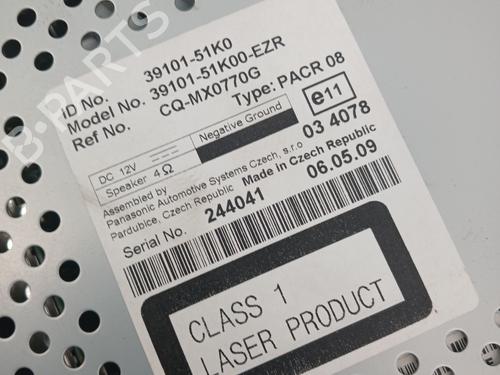 ID No. 39101-51K0
Model No. 39101-51K00-EZR
Ref No. CQ-MX0770G
Type: PACR 08
DC 12V Negative Ground
Speaker 4 Ω
e11
03 4078
Assembled by
Panasonic Automotive Systems Czech, s.r.o
Pardubice, Czech Republic Made in Czech Republic
Serial No. 244041 06.05.09
CLASS 1
LASER PRODUCT
B-PARTS